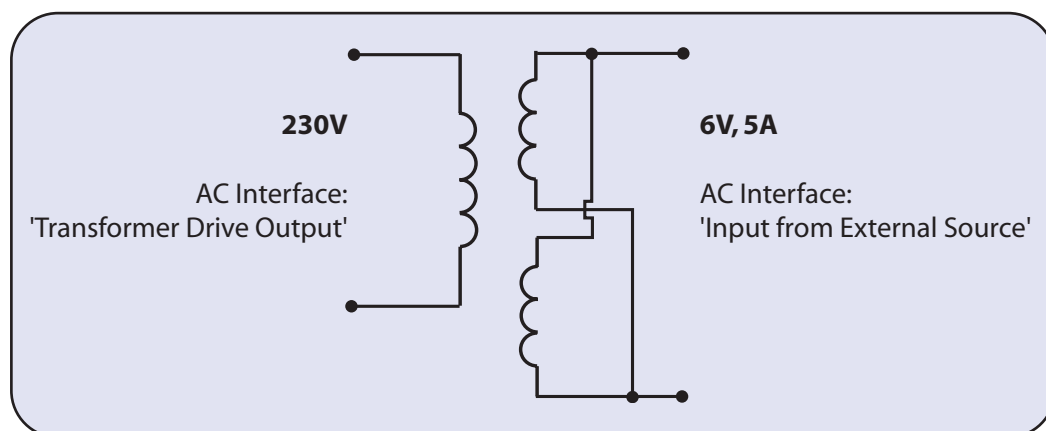 230V
AC Interface:
'Transformer Drive Output'
6V, 5A
AC Interface:
'Input from External Source'